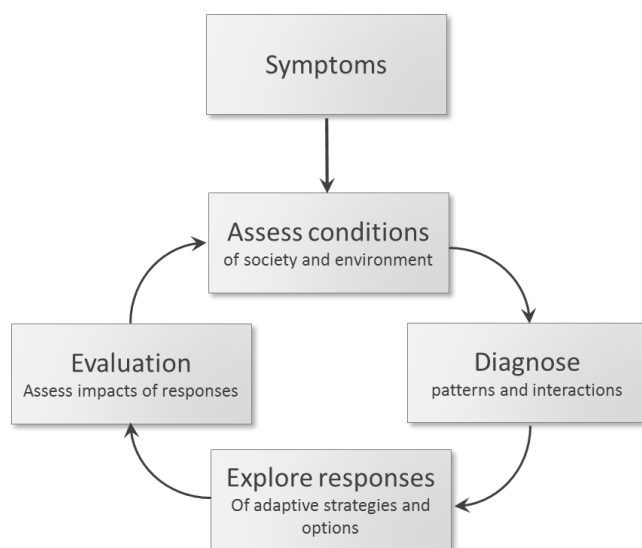 Symptoms
Assess conditions
of society and environment
Evaluation
Assess impacts of responses
Diagnose
patterns and interactions
Explore responses
Of adaptive strategies and
options